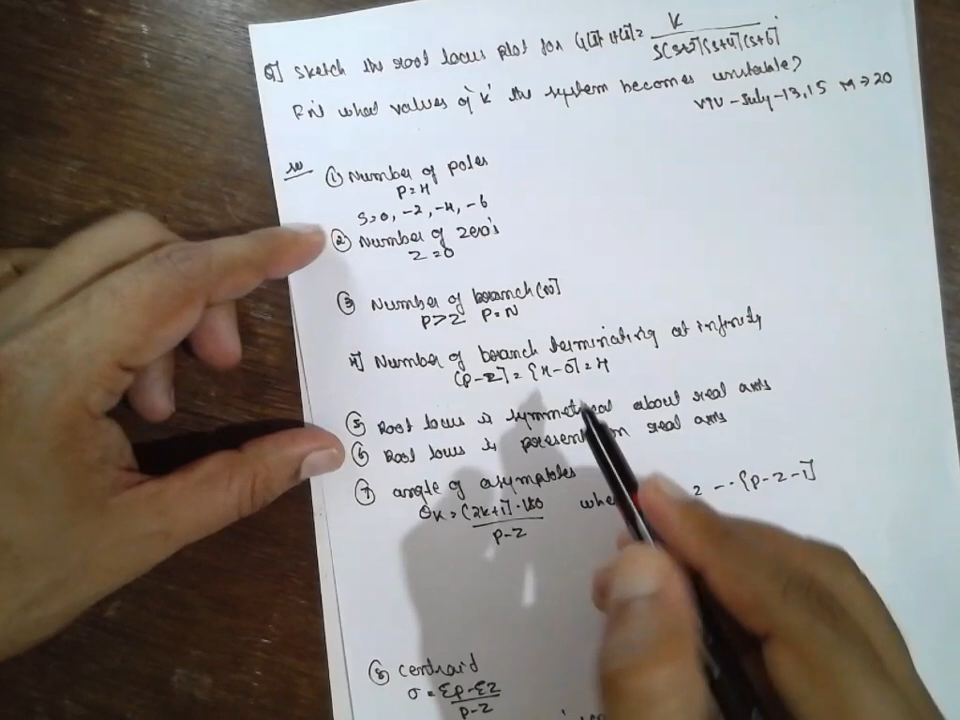 Q] Sketch the root locus plot for G(s) H(s) = K / S(S+2)(S+4)(S+6)
For what values of 'K' the system becomes unstable?
VTU - July - 13, 15 M → 20
① Number of poles
P = 4
S = 0, -2, -4, -6
② Number of zero's
Z = 0
③ Number of branch (N)
P > Z P = N
4] Number of branch terminating at infinity
[P - Z] = [4 - 0] = 4
⑤ Root locus is symmetrical about real axis
⑥ Root locus is present on real axis
⑦ angle of asymptotes
θK = (2K+1) · 180 / P - Z 2 -- [P - Z - 1]
⑧ centroid
σ = ΣP - ΣZ / P - Z